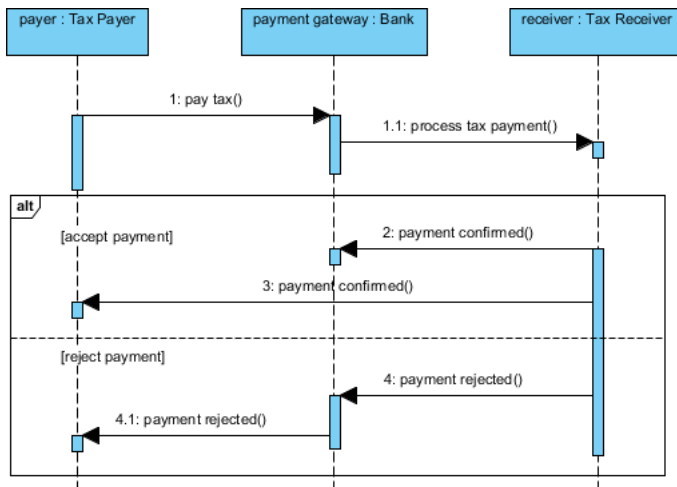 payer : Tax Payer
payment gateway : Bank
receiver : Tax Receiver
1: pay tax()
1.1: process tax payment()
alt
[accept payment]
2: payment confirmed()
3: payment confirmed()
[reject payment]
4: payment rejected()
4.1: payment rejected()